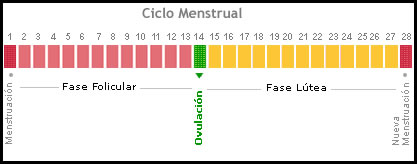 Ciclo Menstrual
1 2 3 4 5 6 7 8 9 10 11 12 13 14 15 16 17 18 19 20 21 22 23 24 25 26 27 28
Menstruación
Fase Folicular
Ovulación
Fase Lútea
Nueva
Menstruación